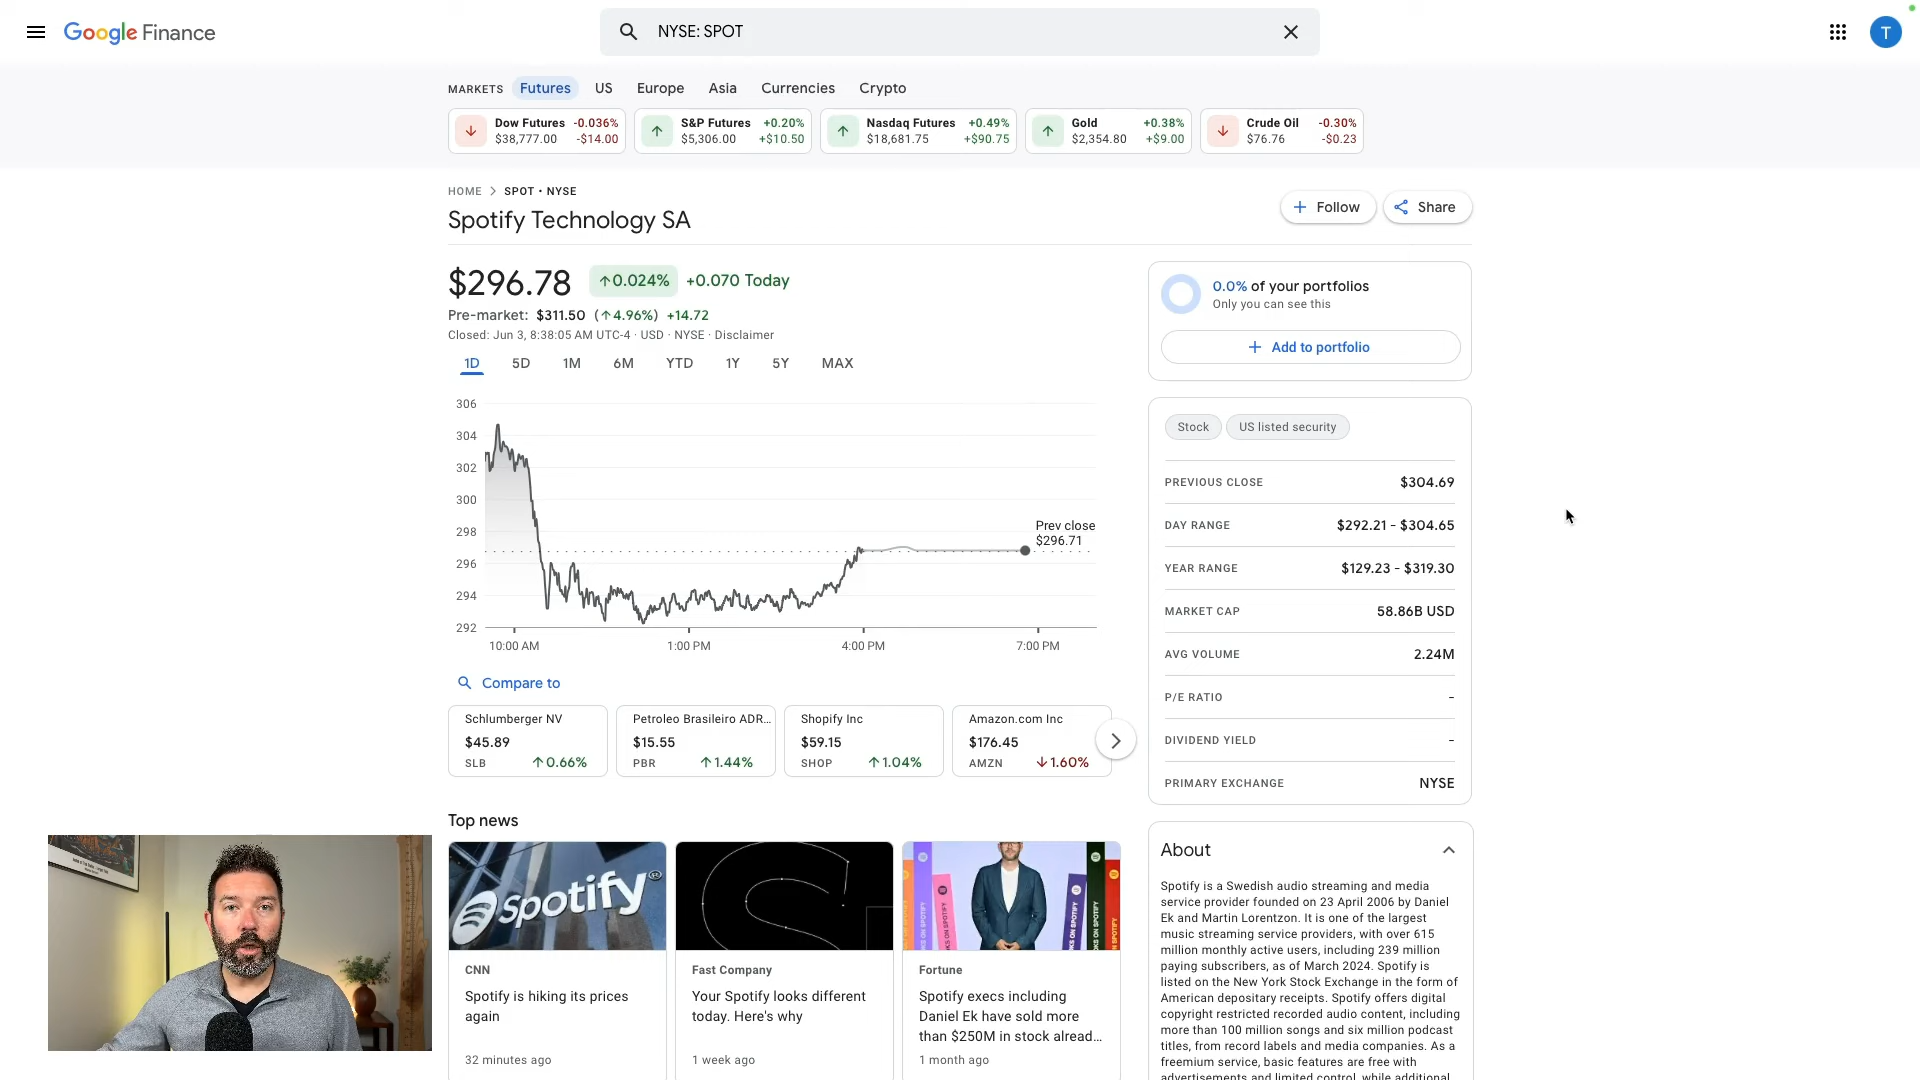 Google Finance
NYSE: SPOT
T
MARKETS Futures US Europe Asia Currencies Crypto
Dow Futures -0.036%
$38,777.00 -$14.00
S&P Futures +0.20%
$5,306.00 +$10.50
Nasdaq Futures +0.49%
$18,681.75 +$90.75
Gold +0.38%
$2,354.80 +$9.00
Crude Oil -0.30%
$76.76 -$0.23
HOME > SPOT • NYSE
Spotify Technology SA
+ Follow
Share
$296.78 ↑0.024% +0.070 Today
Pre-market: $311.50 (↑4.96%) +14.72
Closed: Jun 3, 8:38:05 AM UTC-4 · USD · NYSE · Disclaimer
1D 5D 1M 6M YTD 1Y 5Y MAX
306
304
302
300
298
296
294
292
Prev close
$296.71
10:00 AM 1:00 PM 4:00 PM 7:00 PM
Compare to
Schlumberger NV
$45.89
SLB ↑0.66%
Petroleo Brasileiro ADR...
$15.55
PBR ↑1.44%
Shopify Inc
$59.15
SHOP ↑1.04%
Amazon.com Inc
$176.45
AMZN ↓1.60%
Top news
Spotify®
CNN
Spotify is hiking its prices
again
32 minutes ago
Fast Company
Your Spotify looks different
today. Here's why
1 week ago
Fortune
Spotify execs including
Daniel Ek have sold more
than $250M in stock alread...
1 month ago
0.0% of your portfolios
Only you can see this
+ Add to portfolio
Stock US listed security
PREVIOUS CLOSE $304.69
DAY RANGE $292.21 - $304.65
YEAR RANGE $129.23 - $319.30
MARKET CAP 58.86B USD
AVG VOLUME 2.24M
P/E RATIO -
DIVIDEND YIELD -
PRIMARY EXCHANGE NYSE
About
Spotify is a Swedish audio streaming and media
service provider founded on 23 April 2006 by Daniel
Ek and Martin Lorentzon. It is one of the largest
music streaming service providers, with over 615
million monthly active users, including 239 million
paying subscribers, as of March 2024. Spotify is
listed on the New York Stock Exchange in the form of
American depositary receipts. Spotify offers digital
copyright restricted recorded audio content, including
more than 100 million songs and six million podcast
titles, from record labels and media companies. As a
freemium service, basic features are free with
advertisements and limited control, while additional